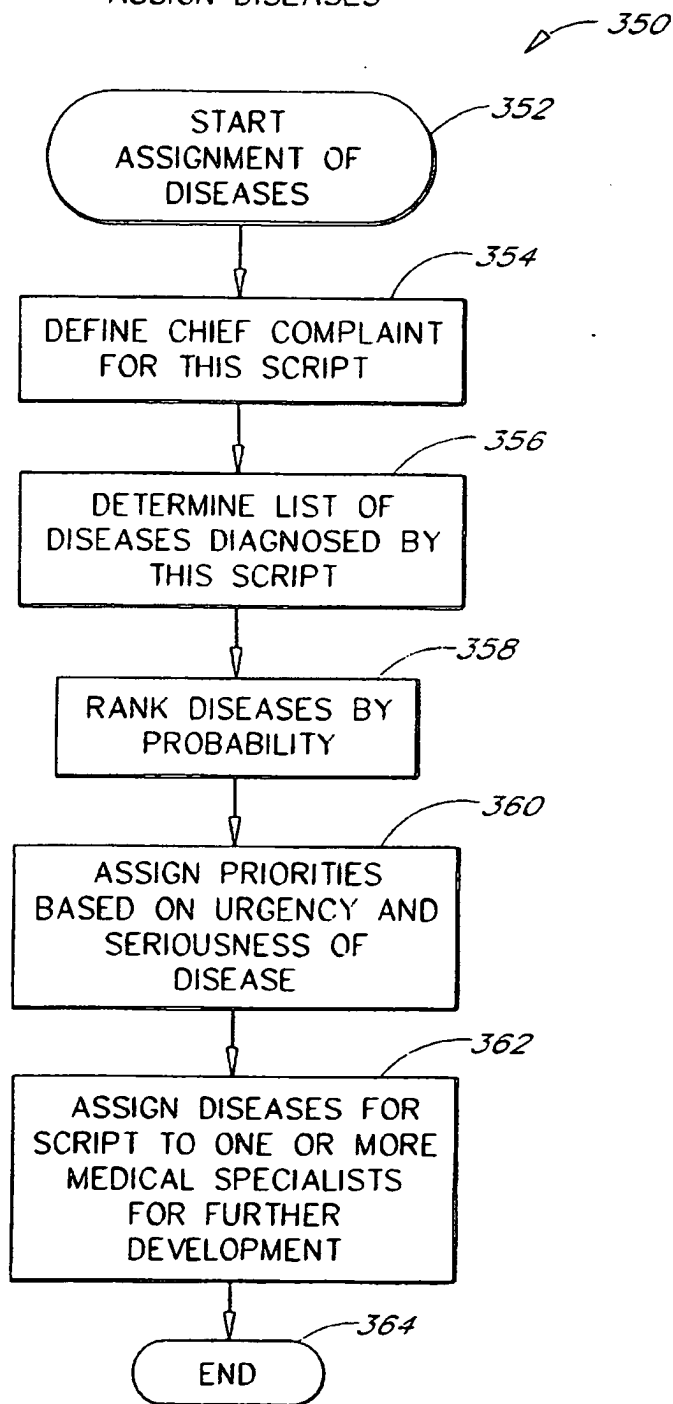 ASSIGN DISEASES
350
352
START
ASSIGNMENT OF
DISEASES
354
DEFINE CHIEF COMPLAINT
FOR THIS SCRIPT
356
DETERMINE LIST OF
DISEASES DIAGNOSED BY
THIS SCRIPT
358
RANK DISEASES BY
PROBABILITY
360
ASSIGN PRIORITIES
BASED ON URGENCY AND
SERIOUSNESS OF
DISEASE
362
ASSIGN DISEASES FOR
SCRIPT TO ONE OR MORE
MEDICAL SPECIALISTS
FOR FURTHER
DEVELOPMENT
364
END